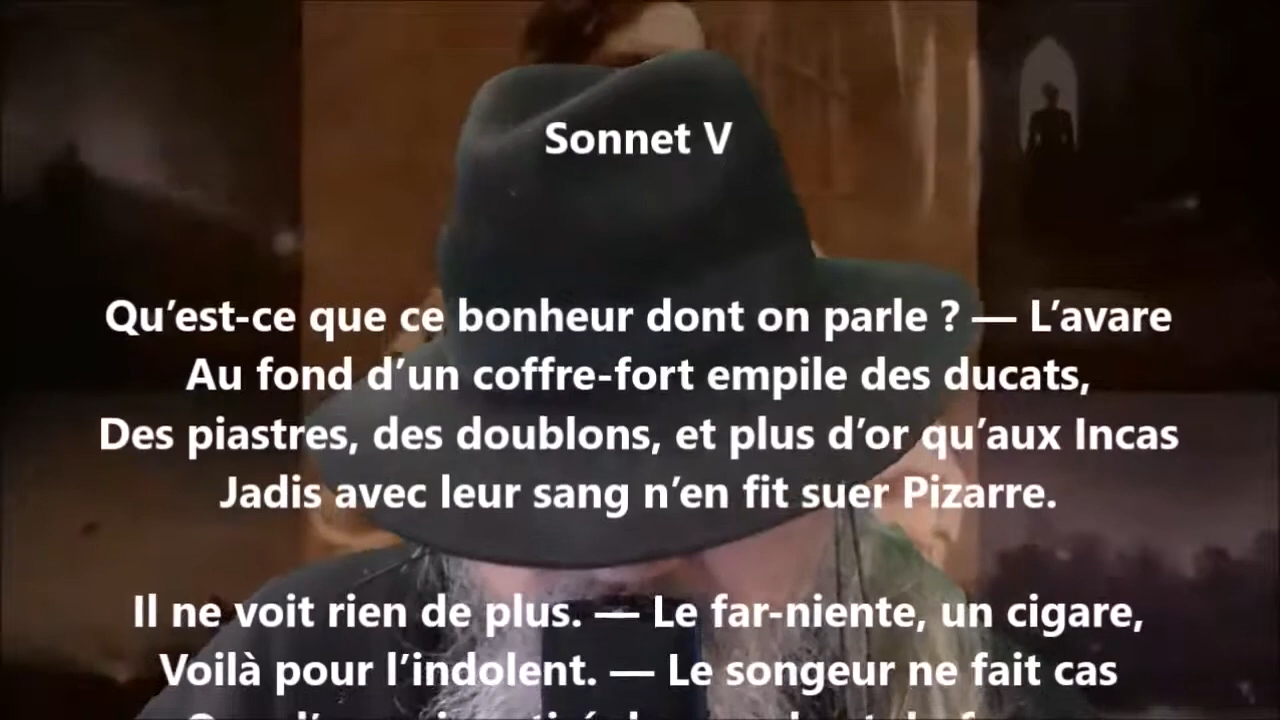 Sonnet V
Qu’est-ce que ce bonheur dont on parle ? — L’avare
Au fond d’un coffre-fort empile des ducats,
Des piastres, des doublons, et plus d’or qu’aux Incas
Jadis avec leur sang n’en fit suer Pizarre.
Il ne voit rien de plus. — Le far-niente, un cigare,
Voilà pour l’indolent. — Le songeur ne fait cas